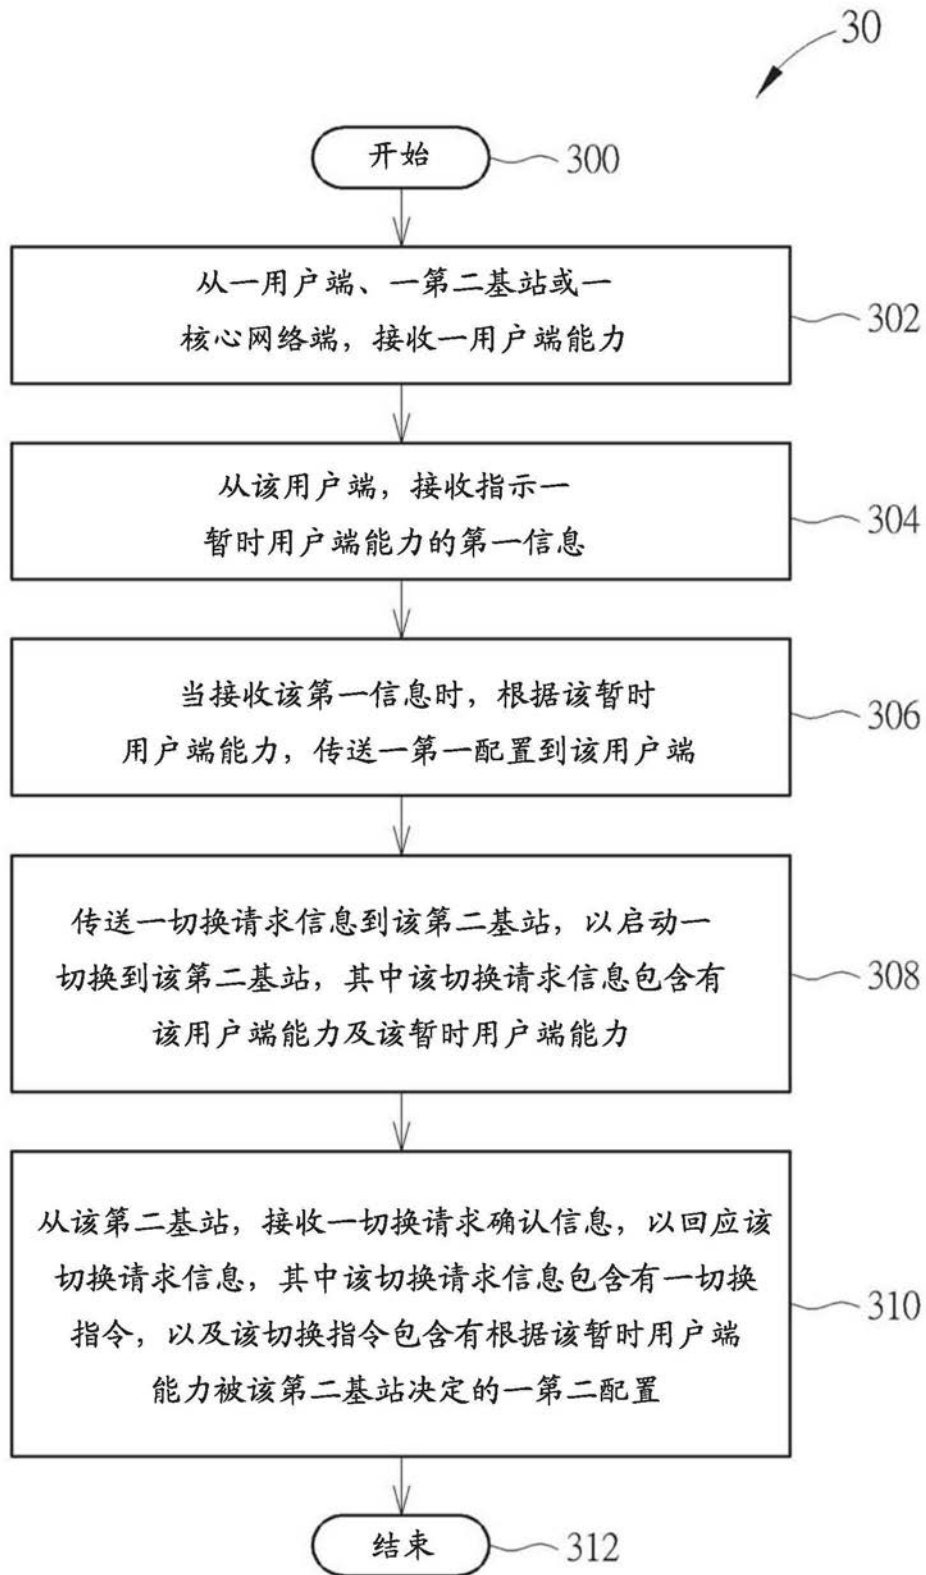 30
开始
300
从一用户端、一第二基站或一
核心网络端，接收一用户端能力
302
从该用户端，接收指示一
暂时用户端能力的第一信息
304
当接收该第一信息时，根据该暂时
用户端能力，传送一第一配置到该用户端
306
传送一切换请求信息到该第二基站，以启动一
切换到该第二基站，其中该切换请求信息包含有
该用户端能力及该暂时用户端能力
308
从该第二基站，接收一切换请求确认信息，以回应该
切换请求信息，其中该切换请求信息包含有一切换
指令，以及该切换指令包含有根据该暂时用户端
能力被该第二基站决定的一第二配置
310
结束
312